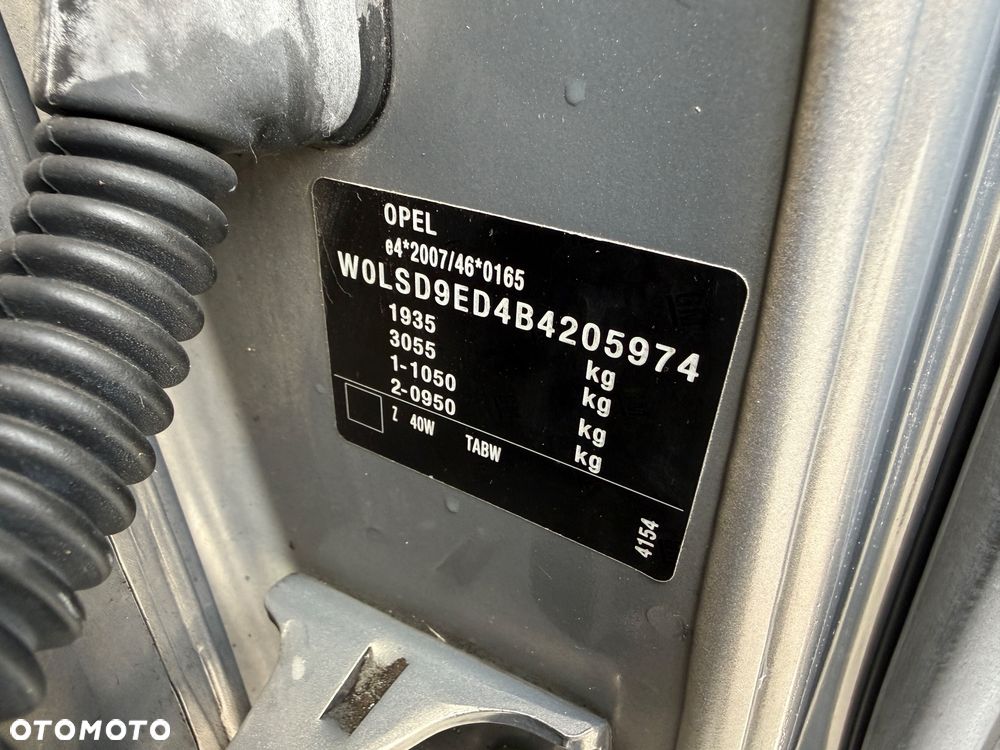 OPEL
e4*2007/46*0165
W0LSD9ED4B4205974
1935 kg
3055 kg
1-1050 kg
2-0950 kg
Z 40W TABW
4154
OTOMOTO